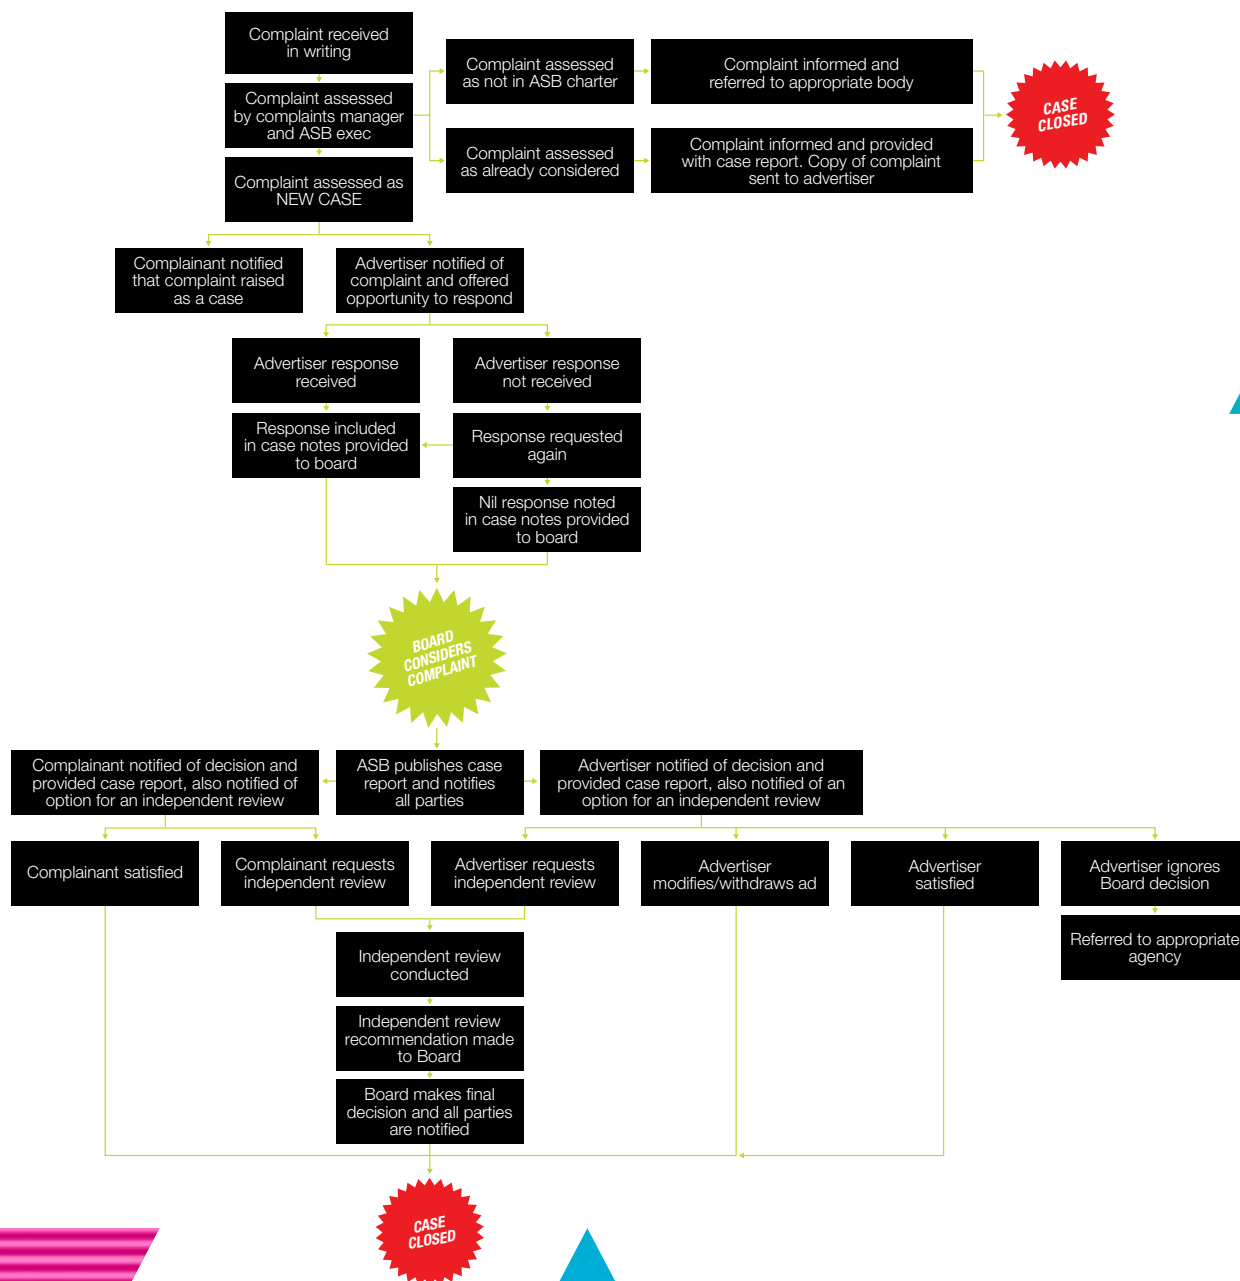 Complaint received
in writing
Complaint assessed
as not in ASB charter
Complaint informed and
referred to appropriate body
CASE
CLOSED
Complaint assessed
by complaints manager
and ASB exec
Complaint assessed
as already considered
Complaint informed and provided
with case report. Copy of complaint
sent to advertiser
Complaint assessed as
NEW CASE
Complainant notified
that complaint raised
as a case
Advertiser notified of
complaint and offered
opportunity to respond
Advertiser response
received
Advertiser response
not received
Response included
in case notes provided
to board
Response requested
again
Nil response noted
in case notes provided
to board
BOARD
CONSIDERS
COMPLAINT
Complainant notified of decision and
provided case report, also notified of
option for an independent review
ASB publishes case
report and notifies
all parties
Advertiser notified of decision and
provided case report, also notified of an
option for an independent review
Complainant satisfied
Complainant requests
independent review
Advertiser requests
independent review
Advertiser
modifies/withdraws ad
Advertiser
satisfied
Advertiser ignores
Board decision
Referred to appropriate
agency
Independent review
conducted
Independent review
recommendation made
to Board
Board makes final
decision and all parties
are notified
CASE
CLOSED